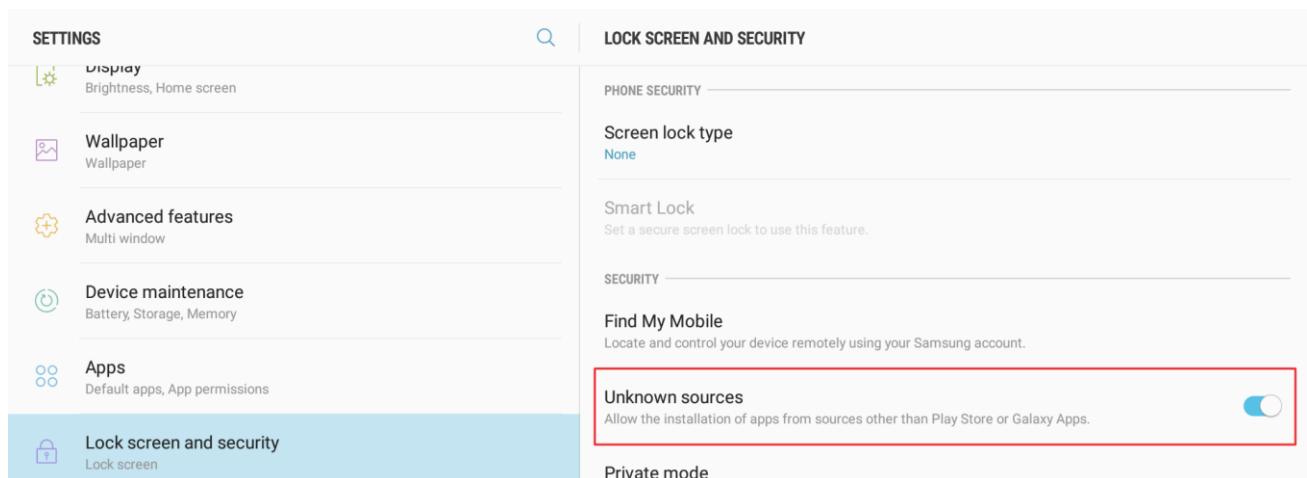 SETTINGS
Display
Brightness, Home screen
Wallpaper
Wallpaper
Advanced features
Multi window
Device maintenance
Battery, Storage, Memory
Apps
Default apps, App permissions
Lock screen and security
Lock screen
LOCK SCREEN AND SECURITY
PHONE SECURITY
Screen lock type
None
Smart Lock
Set a secure screen lock to use this feature.
SECURITY
Find My Mobile
Locate and control your device remotely using your Samsung account.
Unknown sources
Allow the installation of apps from sources other than Play Store or Galaxy Apps.
Private mode